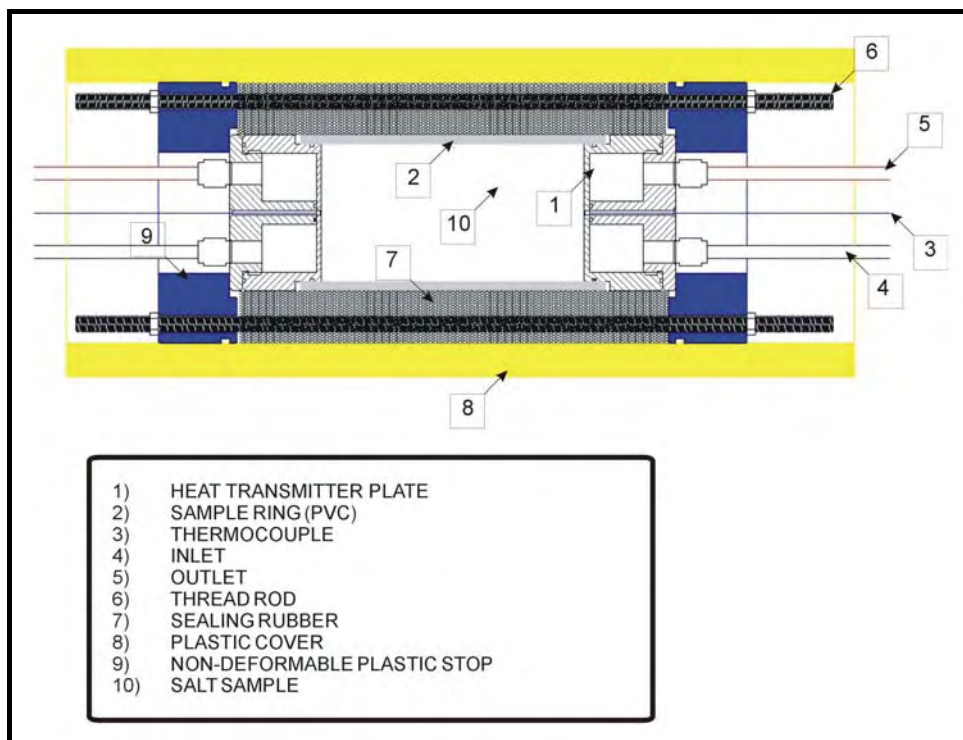 6
5
2
1
10
3
9
7
4
8
1) HEAT TRANSMITTER PLATE
2) SAMPLE RING (PVC)
3) THERMOCOUPLE
4) INLET
5) OUTLET
6) THREAD ROD
7) SEALING RUBBER
8) PLASTIC COVER
9) NON-DEFORMABLE PLASTIC STOP
10) SALT SAMPLE